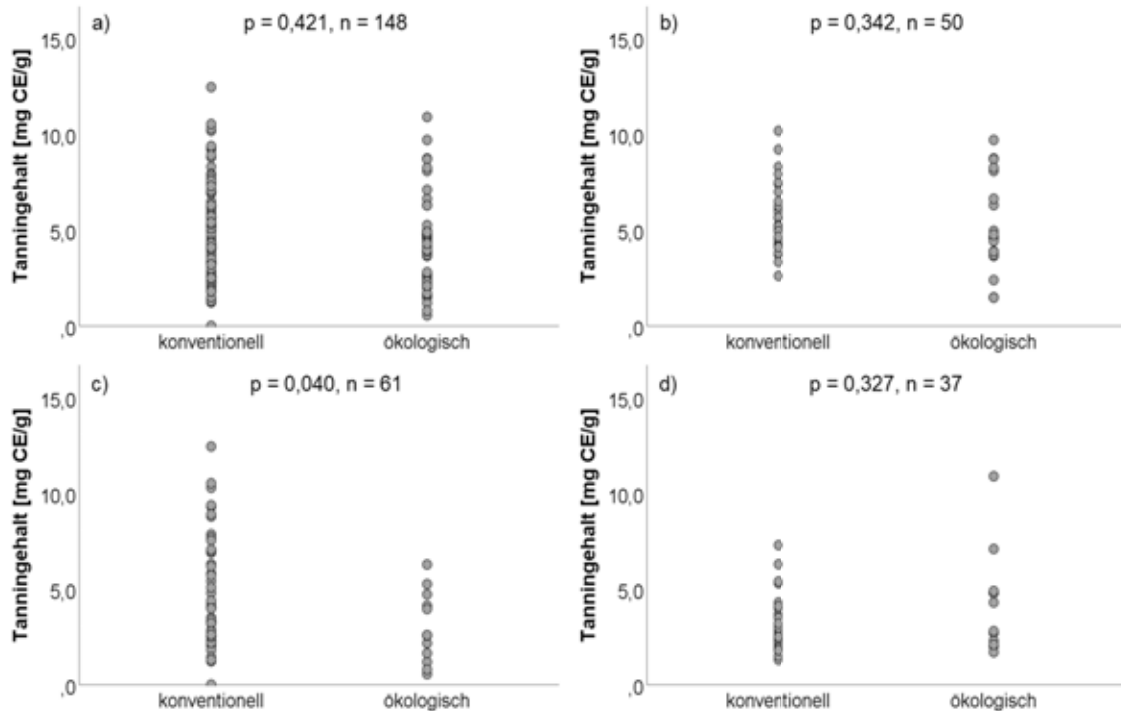 a)
p = 0,421, n = 148
Tanningehalt [mg CE/g]
15,0
10,0
5,0
,0
konventionell
ökologisch
b)
p = 0,342, n = 50
Tanningehalt [mg CE/g]
15,0
10,0
5,0
,0
konventionell
ökologisch
c)
p = 0,040, n = 61
Tanningehalt [mg CE/g]
15,0
10,0
5,0
,0
konventionell
ökologisch
d)
p = 0,327, n = 37
Tanningehalt [mg CE/g]
15,0
10,0
5,0
,0
konventionell
ökologisch